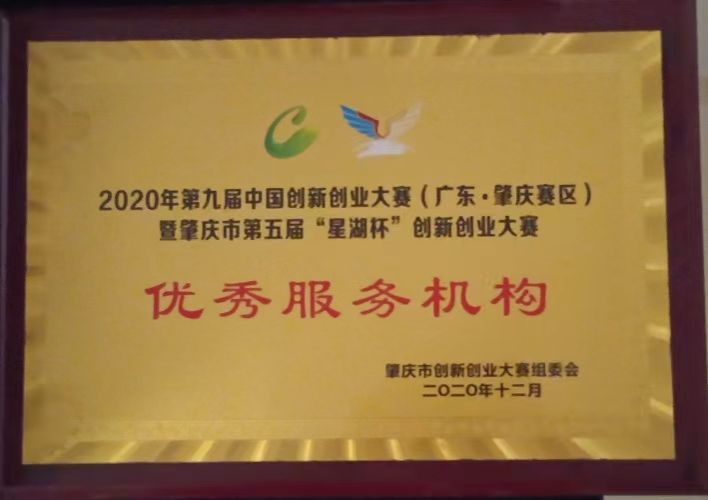 2020年第九届中国创新创业大赛（广东·肇庆赛区）
暨肇庆市第五届“星湖杯”创新创业大赛
优秀服务机构
肇庆市创新创业大赛组委会
二〇二〇年十二月